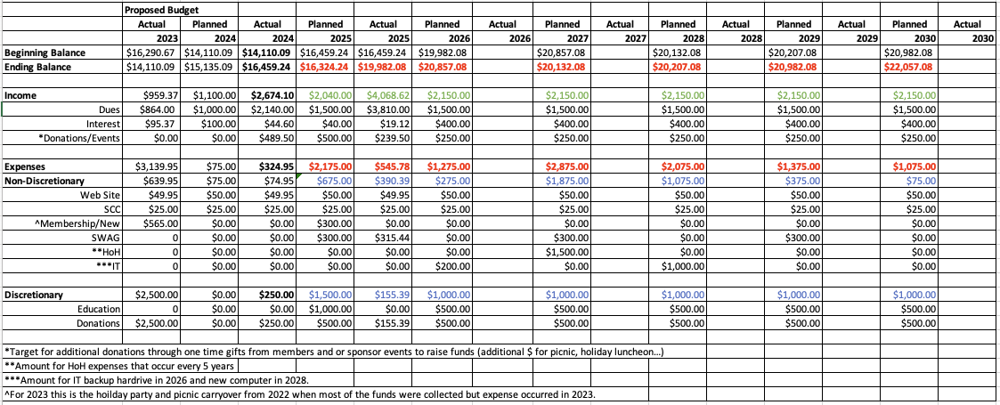 Proposed Budget
Actual Planned Actual Planned Actual Planned Actual Planned Actual Planned Actual Planned Actual Planned Actual
2023 2024 2024 2025 2025 2026 2026 2027 2027 2028 2028 2029 2029 2030 2030
Beginning Balance $16,290.67 $14,110.09 $14,110.09 $16,459.24 $16,459.24 $19,982.08 $20,857.08 $20,132.08 $20,207.08 $20,982.08
Ending Balance $14,110.09 $15,135.09 $16,459.24 $16,324.24 $19,982.08 $20,857.08 $20,132.08 $20,207.08 $20,982.08 $22,057.08
Income $959.37 $1,100.00 $2,674.10 $2,040.00 $4,068.62 $2,150.00 $2,150.00 $2,150.00 $2,150.00 $2,150.00
Dues $864.00 $1,000.00 $2,140.00 $1,500.00 $3,810.00 $1,500.00 $1,500.00 $1,500.00 $1,500.00 $1,500.00
Interest $95.37 $100.00 $44.60 $40.00 $19.12 $400.00 $400.00 $400.00 $400.00 $400.00
*Donations/Events $0.00 $0.00 $489.50 $500.00 $239.50 $250.00 $250.00 $250.00 $250.00 $250.00
Expenses $3,139.95 $75.00 $324.95 $2,175.00 $545.78 $1,275.00 $2,875.00 $2,075.00 $1,375.00 $1,075.00
Non-Discretionary $639.95 $75.00 $74.95 $675.00 $390.39 $275.00 $1,875.00 $1,075.00 $375.00 $75.00
Web Site $49.95 $50.00 $49.95 $50.00 $49.95 $50.00 $50.00 $50.00 $50.00 $50.00
SCC $25.00 $25.00 $25.00 $25.00 $25.00 $25.00 $25.00 $25.00 $25.00 $25.00
^Membership/New $565.00 $0.00 $0.00 $300.00 $0.00 $0.00 $0.00 $0.00 $0.00 $0.00
SWAG 0 $0.00 $0.00 $300.00 $315.44 $0.00 $300.00 $0.00 $300.00 $0.00
**HoH 0 $0.00 $0.00 $0.00 $0.00 $0.00 $1,500.00 $0.00 $0.00 $0.00
***IT 0 $0.00 $0.00 $0.00 $0.00 $200.00 $0.00 $1,000.00 $0.00 $0.00
Discretionary $2,500.00 $0.00 $250.00 $1,500.00 $155.39 $1,000.00 $1,000.00 $1,000.00 $1,000.00 $1,000.00
Education 0 $0.00 $0.00 $1,000.00 $0.00 $500.00 $500.00 $500.00 $500.00 $500.00
Donations $2,500.00 $0.00 $250.00 $500.00 $155.39 $500.00 $500.00 $500.00 $500.00 $500.00
*Target for additional donations through one time gifts from members and or sponsor events to raise funds (additional $ for picnic, holiday luncheon...)
**Amount for HoH expenses that occur every 5 years
***Amount for IT backup hardrive in 2026 and new computer in 2028.
^For 2023 this is the hoilday party and picnic carryover from 2022 when most of the funds were collected but expense occurred in 2023.